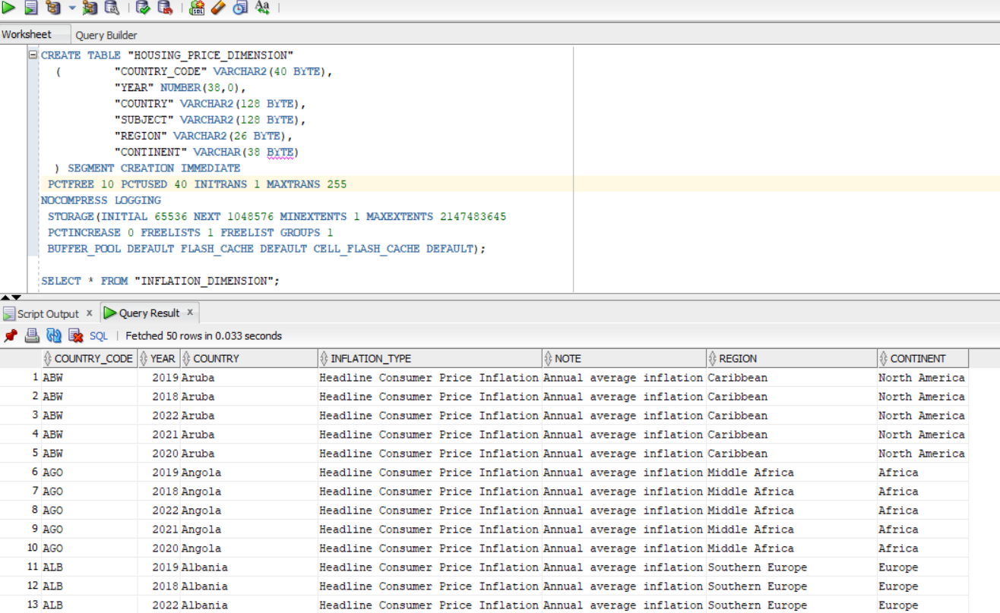 Worksheet Query Builder
CREATE TABLE "HOUSING_PRICE_DIMENSION"
( "COUNTRY_CODE" VARCHAR2(40 BYTE),
"YEAR" NUMBER(38,0),
"COUNTRY" VARCHAR2(128 BYTE),
"SUBJECT" VARCHAR2(128 BYTE),
"REGION" VARCHAR2(26 BYTE),
"CONTINENT" VARCHAR(38 BYTE)
) SEGMENT CREATION IMMEDIATE
PCTFREE 10 PCTUSED 40 INITRANS 1 MAXTRANS 255
NOCOMPRESS LOGGING
STORAGE(INITIAL 65536 NEXT 1048576 MINEXTENTS 1 MAXEXTENTS 2147483645
PCTINCREASE 0 FREELISTS 1 FREELIST GROUPS 1
BUFFER_POOL DEFAULT FLASH_CACHE DEFAULT CELL_FLASH_CACHE DEFAULT);
SELECT * FROM "INFLATION_DIMENSION";
Script Output x Query Result x
SQL | Fetched 50 rows in 0.033 seconds
COUNTRY_CODE YEAR COUNTRY INFLATION_TYPE NOTE REGION CONTINENT
1 ABW 2019 Aruba Headline Consumer Price Inflation Annual average inflation Caribbean North America
2 ABW 2018 Aruba Headline Consumer Price Inflation Annual average inflation Caribbean North America
3 ABW 2022 Aruba Headline Consumer Price Inflation Annual average inflation Caribbean North America
4 ABW 2021 Aruba Headline Consumer Price Inflation Annual average inflation Caribbean North America
5 ABW 2020 Aruba Headline Consumer Price Inflation Annual average inflation Caribbean North America
6 AGO 2019 Angola Headline Consumer Price Inflation Annual average inflation Middle Africa Africa
7 AGO 2018 Angola Headline Consumer Price Inflation Annual average inflation Middle Africa Africa
8 AGO 2022 Angola Headline Consumer Price Inflation Annual average inflation Middle Africa Africa
9 AGO 2021 Angola Headline Consumer Price Inflation Annual average inflation Middle Africa Africa
10 AGO 2020 Angola Headline Consumer Price Inflation Annual average inflation Middle Africa Africa
11 ALB 2019 Albania Headline Consumer Price Inflation Annual average inflation Southern Europe Europe
12 ALB 2018 Albania Headline Consumer Price Inflation Annual average inflation Southern Europe Europe
13 ALB 2022 Albania Headline Consumer Price Inflation Annual average inflation Southern Europe Europe